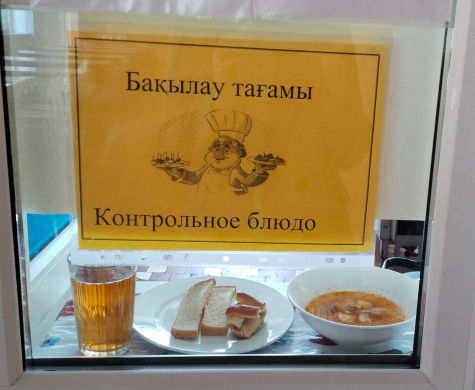 Бақылау тағамы
Контрольное блюдо